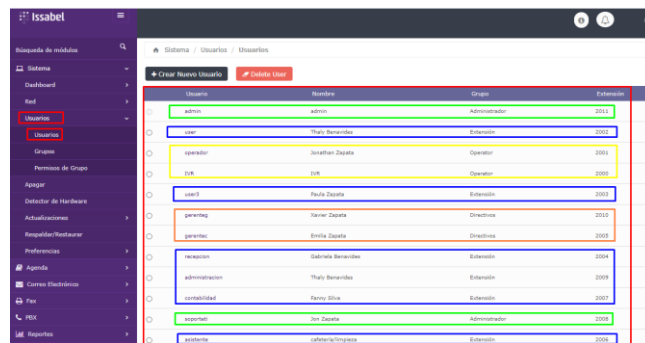 Issabel
Búsqueda de módulos
Sistema / Usuarios / Usuarios
Sistema
Dashboard
Red
Usuarios
Usuarios
Grupos
Permisos de Grupo
Apagar
Detector de Hardware
Actualizaciones
Respaldar/Restaurar
Preferencias
Agenda
Correo Electrónico
Fax
PBX
Reportes
+ Crear Nuevo Usuario Delete User
Usuario Nombre Grupo Extensión
admin admin Administrador 2011
user Thaly Benavides Extensión 2002
operador Jonathan Zapata Operator 2001
IVR IVR Operator 2000
user3 Paula Zapata Extensión 2003
gerenteg Xavier Zapata Directivos 2010
gerentec Emilia Zapata Directivos 2005
recepcion Gabriela Benavides Extensión 2004
administracion Thaly Benavides Extensión 2009
contabilidad Fanny Silva Extensión 2007
soporteti Jon Zapata Administrador 2008
asistente cafetería/limpieza Extensión 2006